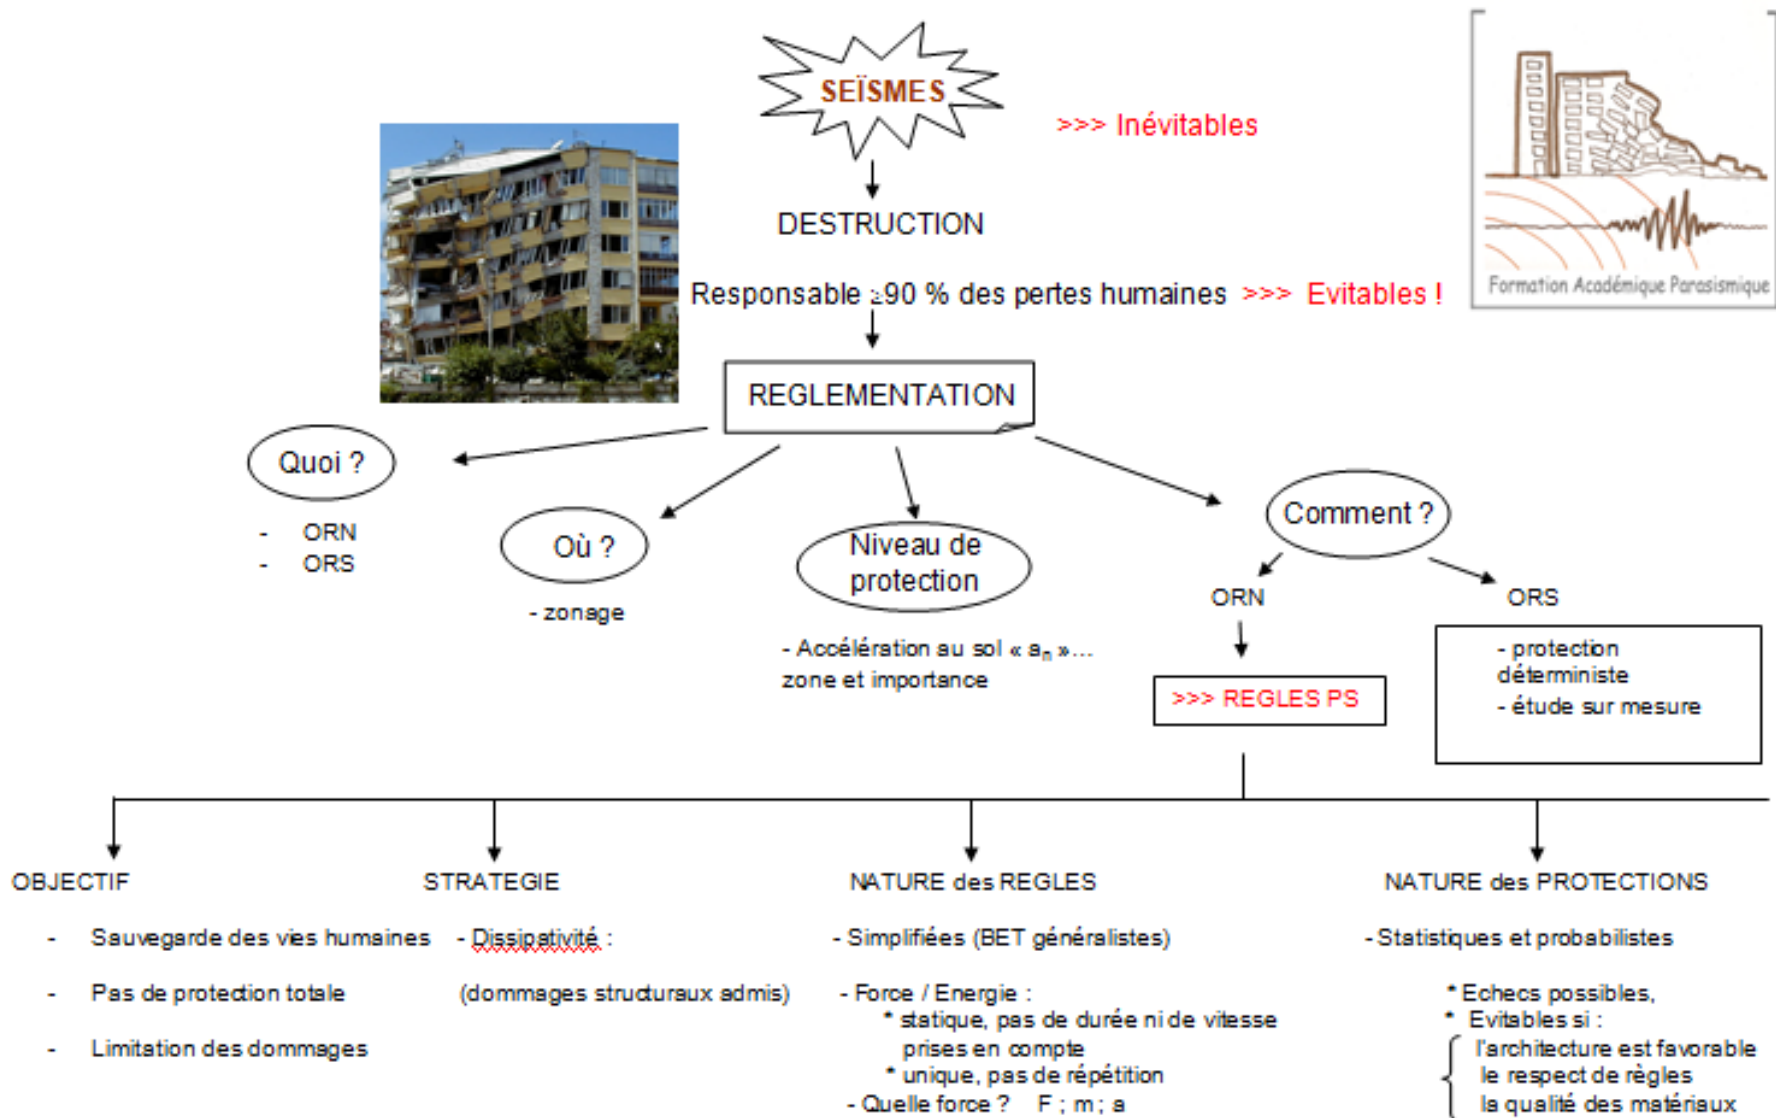 SEÏSMES
>>> Inévitables
DESTRUCTION
Responsable ≥90 % des pertes humaines >>> Evitables !
Formation Académique Parasismique
REGLEMENTATION
Quoi ?
- ORN
- ORS
Où ?
- zonage
Niveau de
protection
- Accélération au sol « an »...
zone et importance
Comment ?
ORN
ORS
>>> REGLES PS
- protection
déterministe
- étude sur mesure
OBJECTIF
- Sauvegarde des vies humaines
- Pas de protection totale
- Limitation des dommages
STRATEGIE
- Dissipativité :
(dommages structuraux admis)
NATURE des REGLES
- Simplifiées (BET généralistes)
- Force / Energie :
* statique, pas de durée ni de vitesse
prises en compte
* unique, pas de répétition
- Quelle force ? F ; m ; a
NATURE des PROTECTIONS
- Statistiques et probabilistes
* Echecs possibles,
* Evitables si :
l'architecture est favorable
le respect de règles
la qualité des matériaux